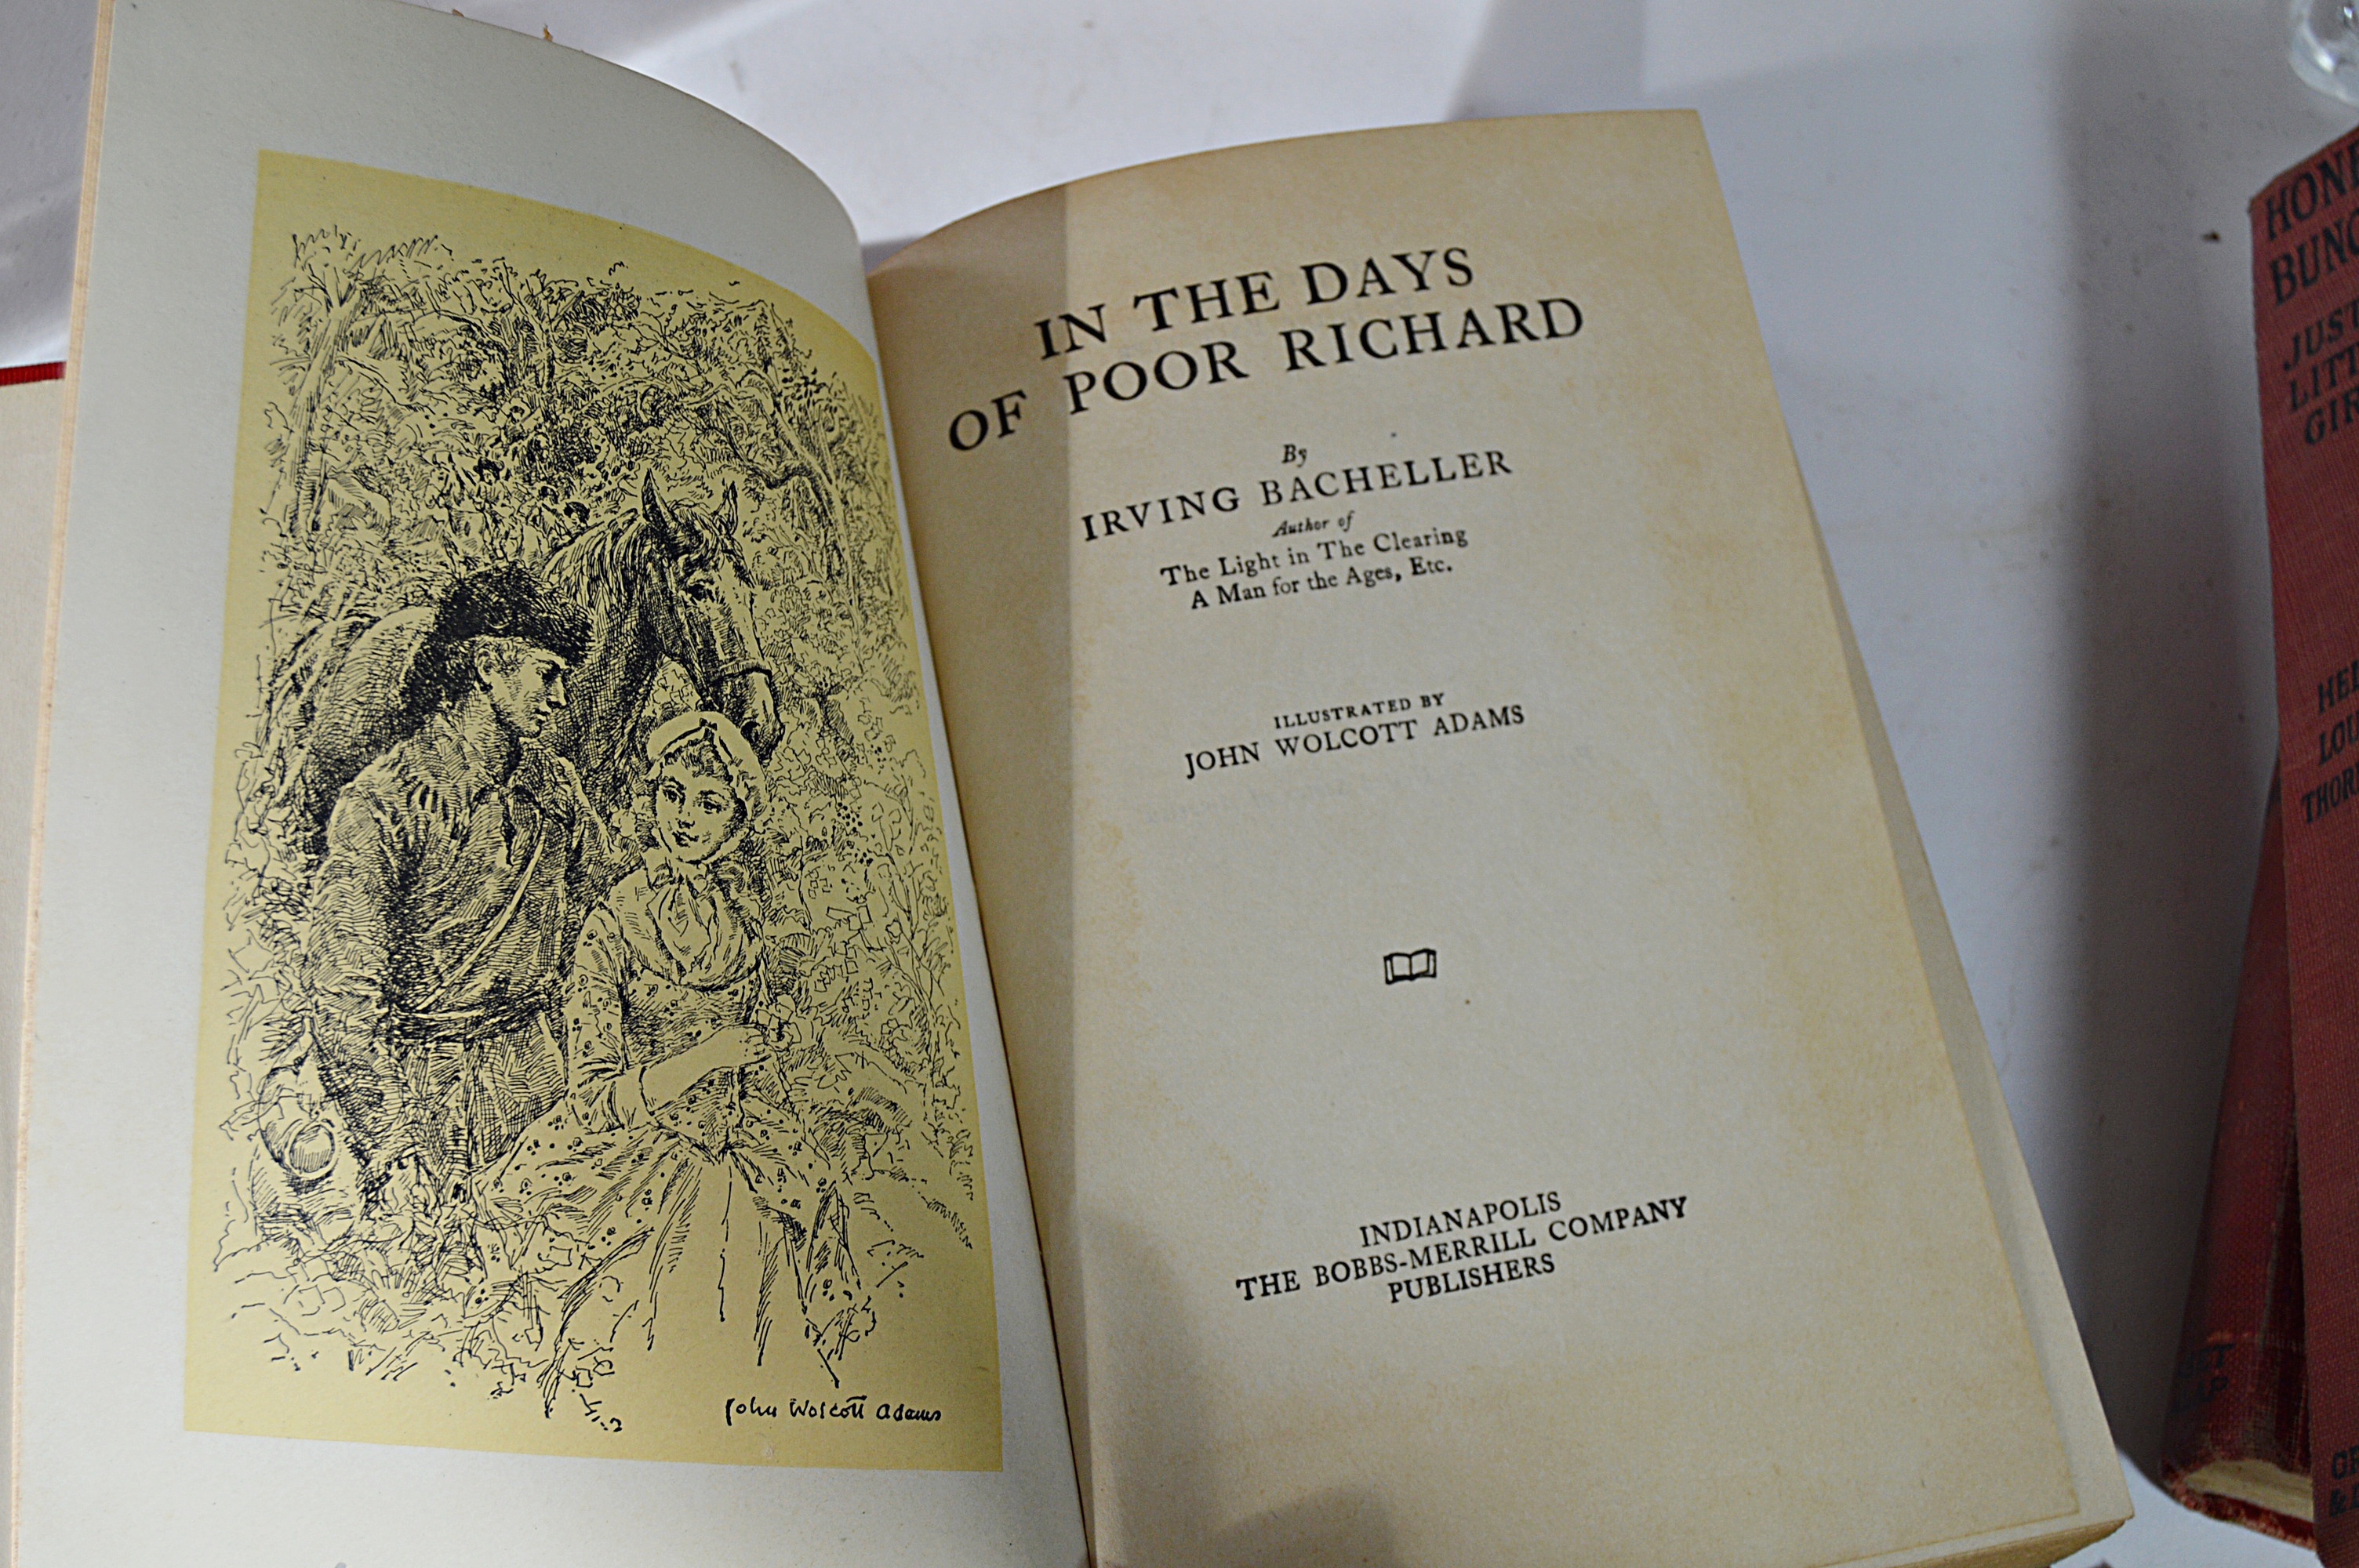 IN THE DAYS
OF POOR RICHARD
By
IRVING BACHELLER
Author of
The Light in The Clearing
A Man for the Ages, Etc.
ILLUSTRATED BY
JOHN WOLCOTT ADAMS
INDIANAPOLIS
THE BOBBS-MERRILL COMPANY
PUBLISHERS
John Wolcott Adams